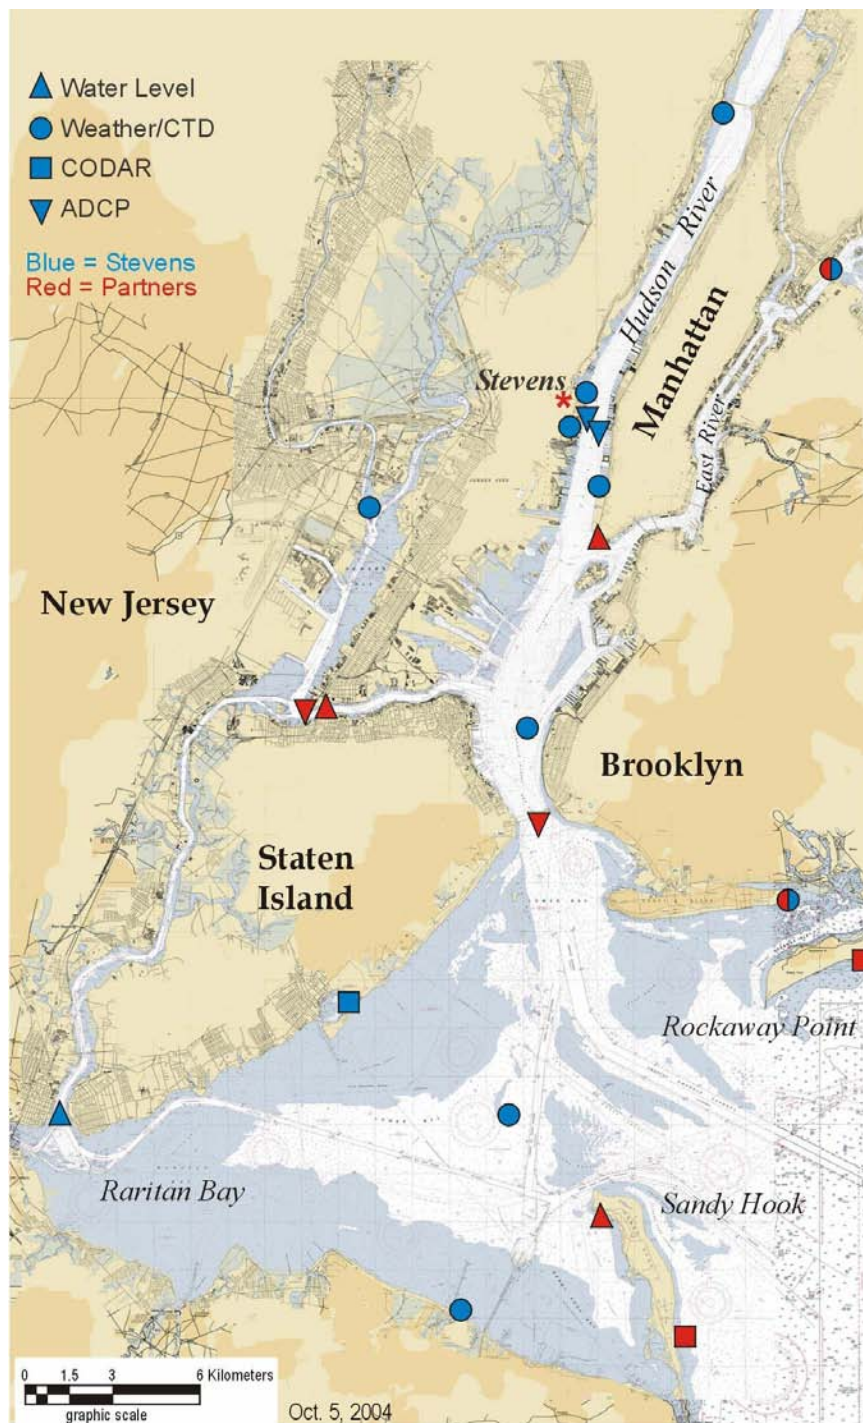 Water Level
Weather/CTD
CODAR
ADCP
Blue = Stevens
Red = Partners
Hudson River
Manhattan
Stevens
*
East River
New Jersey
Brooklyn
Staten
Island
Rockaway Point
Raritan Bay
Sandy Hook
0 1.5 3 6 Kilometers
graphic scale
Oct. 5, 2004